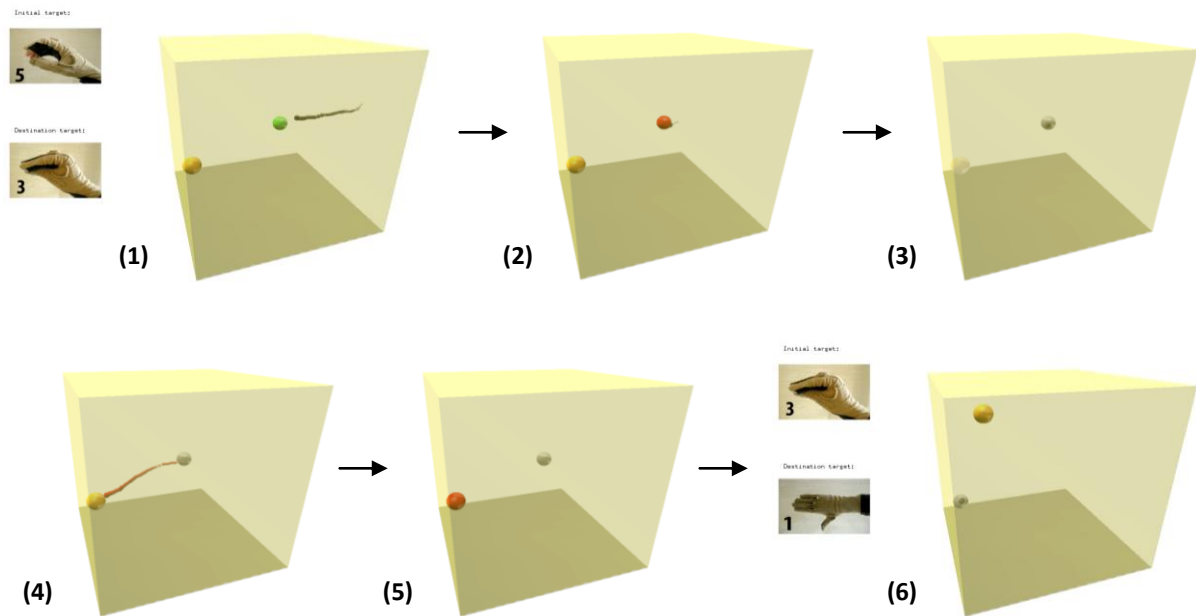 Initial target:
5
Destination target:
3
(1)
(2)
(3)
Initial target:
3
Destination target:
1
(4)
(5)
(6)